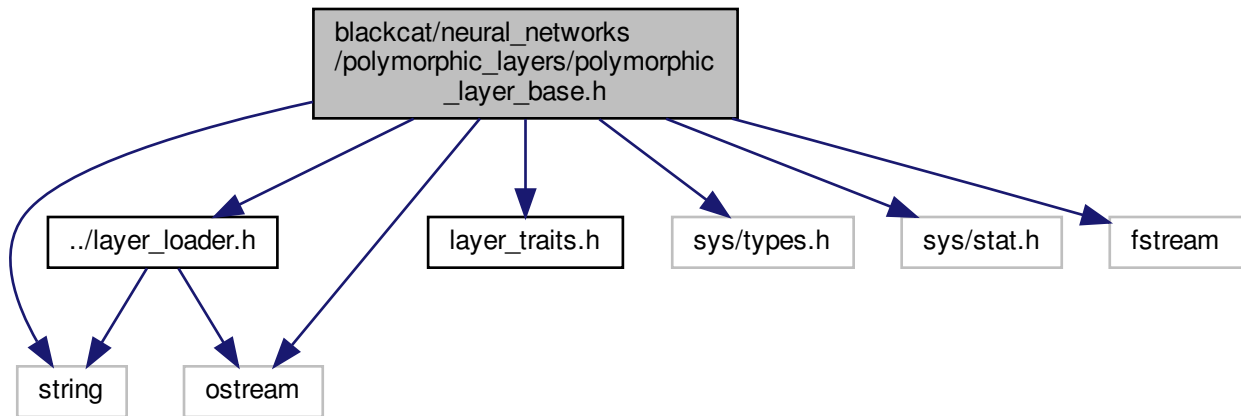 blackcat/neural_networks
/polymorphic_layers/polymorphic
_layer_base.h
../layer_loader.h
layer_traits.h
sys/types.h
sys/stat.h
fstream
string
ostream